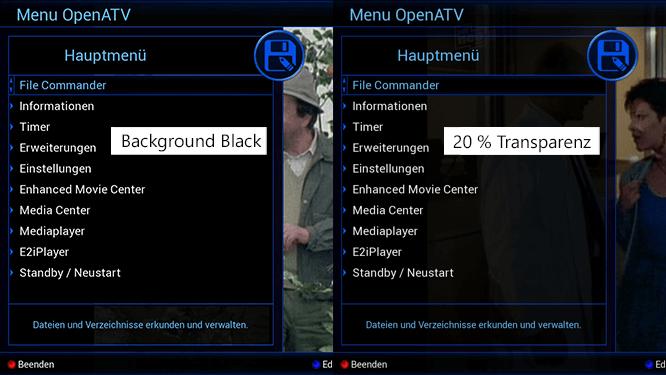 Menu OpenATV
Hauptmenü
File Commander
Informationen
Timer
Erweiterungen
Einstellungen
Enhanced Movie Center
Media Center
Mediaplayer
E2iPlayer
Standby / Neustart
Background Black
Dateien und Verzeichnisse erkunden und verwalten.
Beenden
Ed
Menu OpenATV
Hauptmenü
File Commander
Informationen
Timer
Erweiterungen
Einstellungen
Enhanced Movie Center
Media Center
Mediaplayer
E2iPlayer
Standby / Neustart
20 % Transparenz
Dateien und Verzeichnisse erkunden und verwalten.
Beenden
Ed